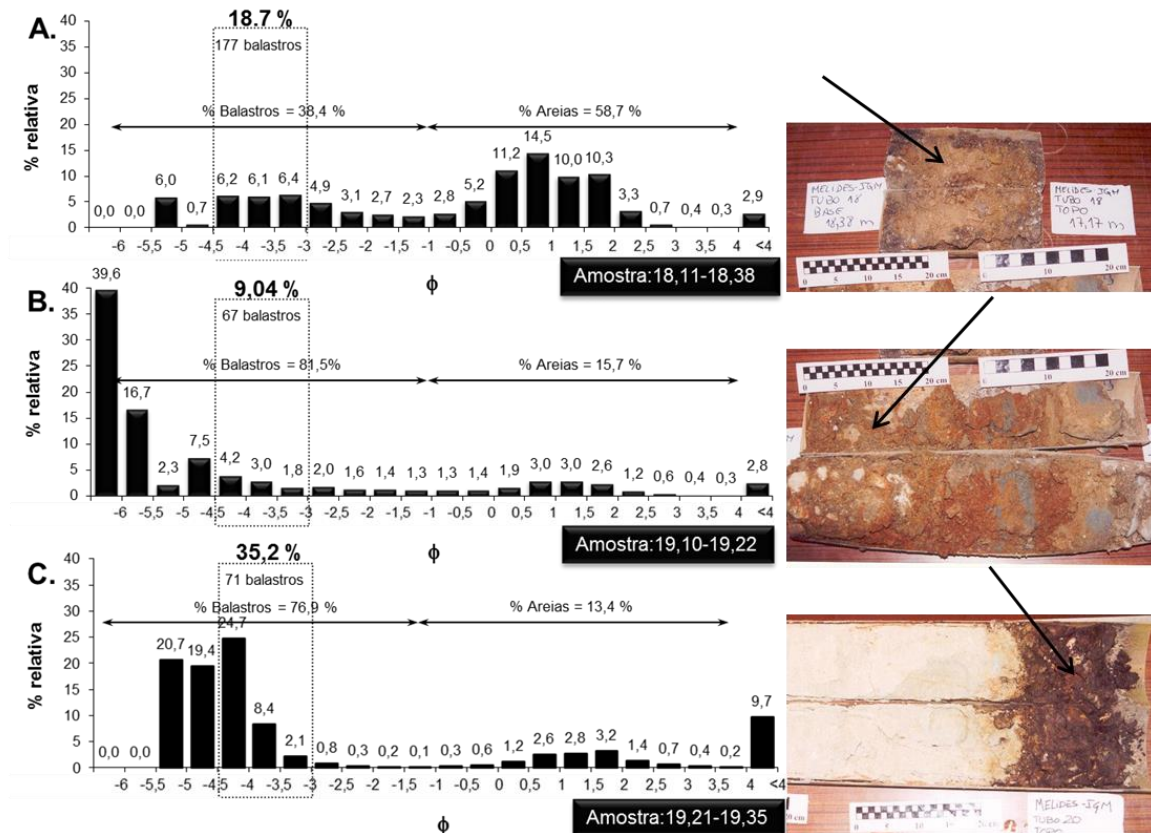 A.
18,7 %
177 balastros
% Balastros = 38,4 %
% Areias = 58,7 %
% relativa
40
35
30
25
20
15
10
5
0
0,0 0,0 6,0 0,7 6,2 6,1 6,4 4,9 3,1 2,7 2,3 2,8 5,2 11,2 14,5 10,0 10,3 3,3 0,7 0,4 0,3 2,9
-6 -5,5 -5 -4,5 -4 -3,5 -3 -2,5 -2 -1,5 -1 -0,5 0 0,5 1 1,5 2 2,5 3 3,5 4 <4
ϕ
Amostra:18,11-18,38
MELIDES-JGM
TUBO 18
BASE
18,38 m
MELIDES-JGM
TUBO 18
TOPO
17,17 m
0 5 10 15 20 cm
10 20 cm
B.
9,04 %
67 balastros
% Balastros = 81,5%
% Areias = 15,7 %
% relativa
40
35
30
25
20
15
10
5
0
39,6 16,7 2,3 7,5 4,2 3,0 1,8 2,0 1,6 1,4 1,3 1,3 1,4 1,9 3,0 3,0 2,6 1,2 0,6 0,4 0,3 2,8
-6 -5,5 -5 -4,5 -4 -3,5 -3 -2,5 -2 -1,5 -1 -0,5 0 0,5 1 1,5 2 2,5 3 3,5 4 <4
ϕ
Amostra:19,10-19,22
0 5 10 15 20 cm
10 20 cm
C.
35,2 %
71 balastros
% Balastros = 76,9 %
% Areias = 13,4 %
% relativa
40
35
30
25
20
15
10
5
0
0,0 0,0 20,7 19,4 24,7 8,4 2,1 0,8 0,3 0,2 0,1 0,3 0,6 1,2 2,6 2,8 3,2 1,4 0,7 0,4 0,2 9,7
-6 -5,5 -5 -4,5 -4 -3,5 -3 -2,5 -2 -1,5 -1 -0,5 0 0,5 1 1,5 2 2,5 3 3,5 4 <4
ϕ
Amostra:19,21-19,35
MELIDES-JGM
TUBO 20